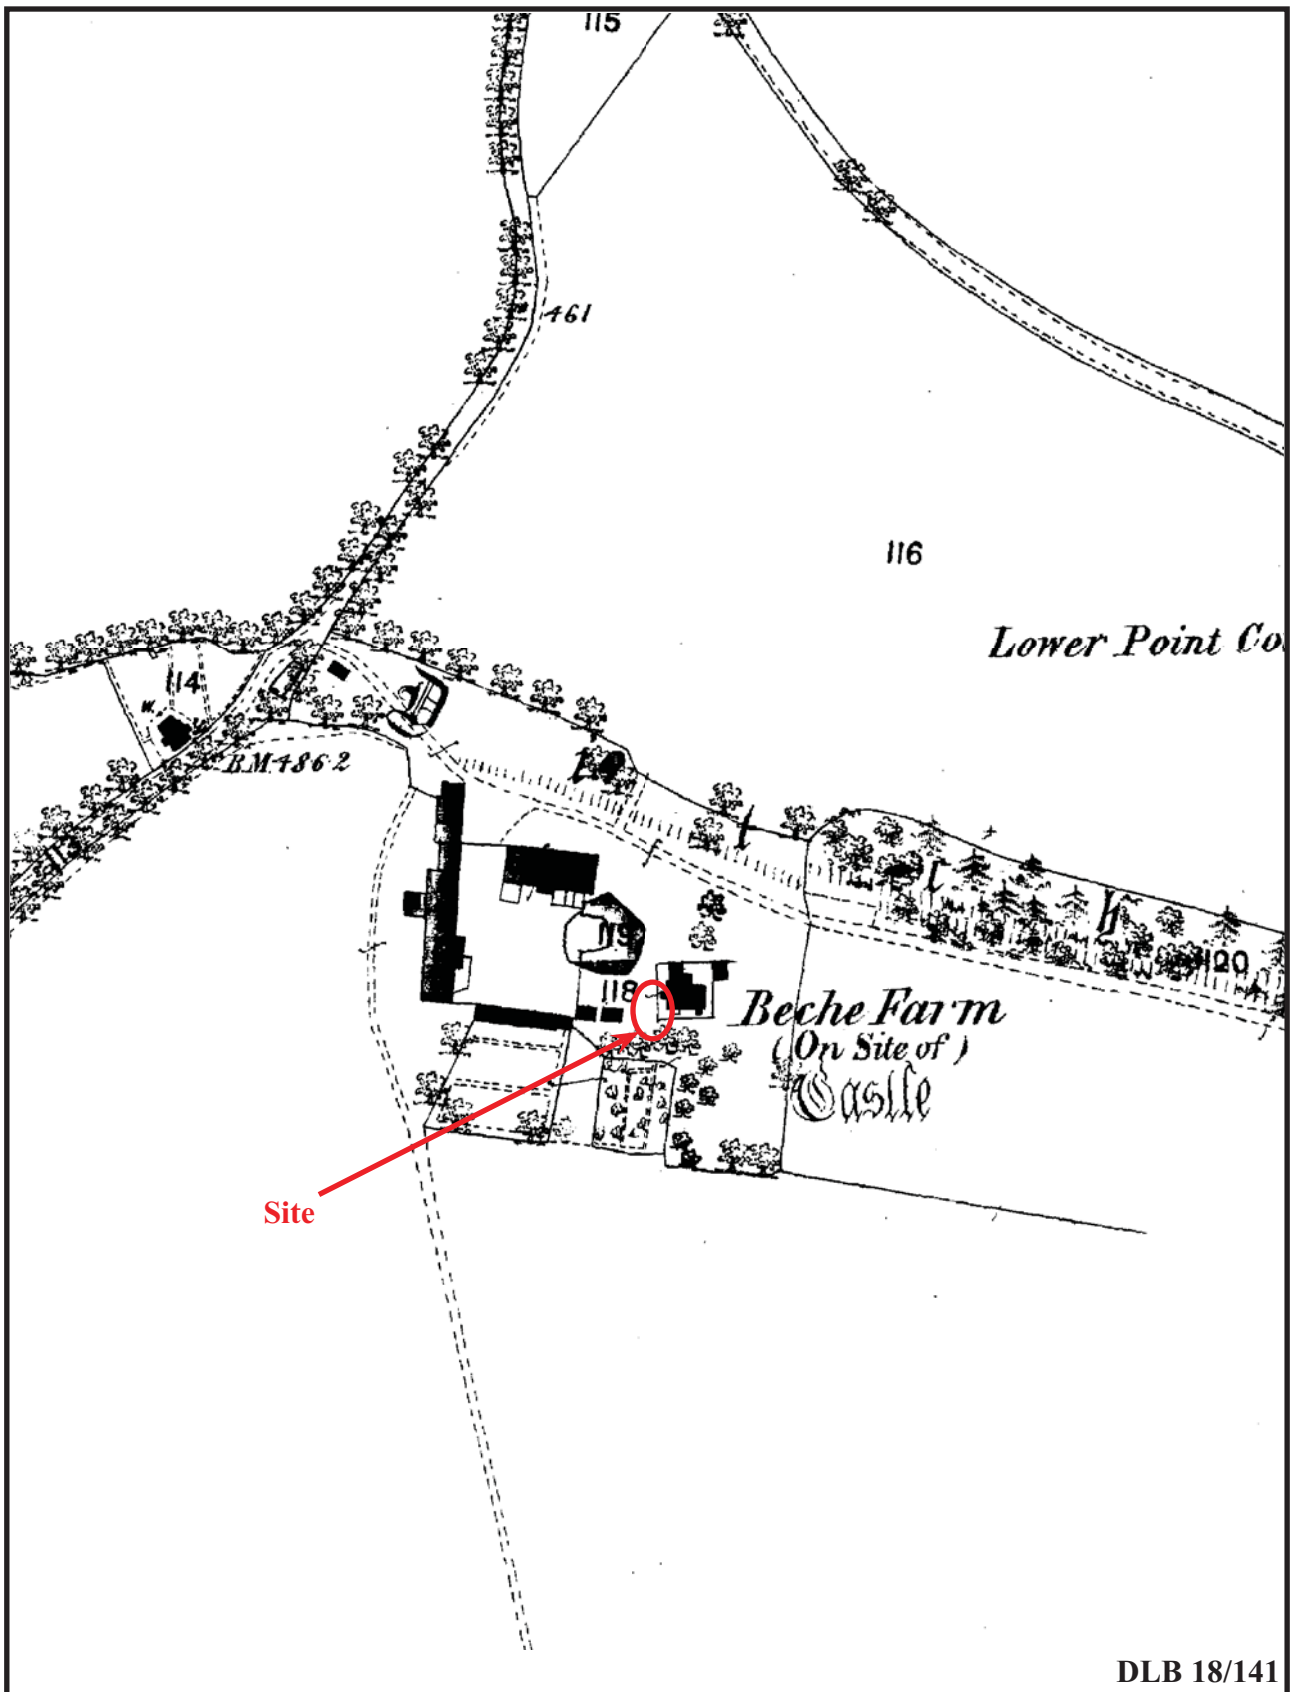 115
461
116
Lower Point Co
114
W.
B.M.486.2
119
118
120
Beche Farm
(On Site of)
Castle
Site
DLB 18/141